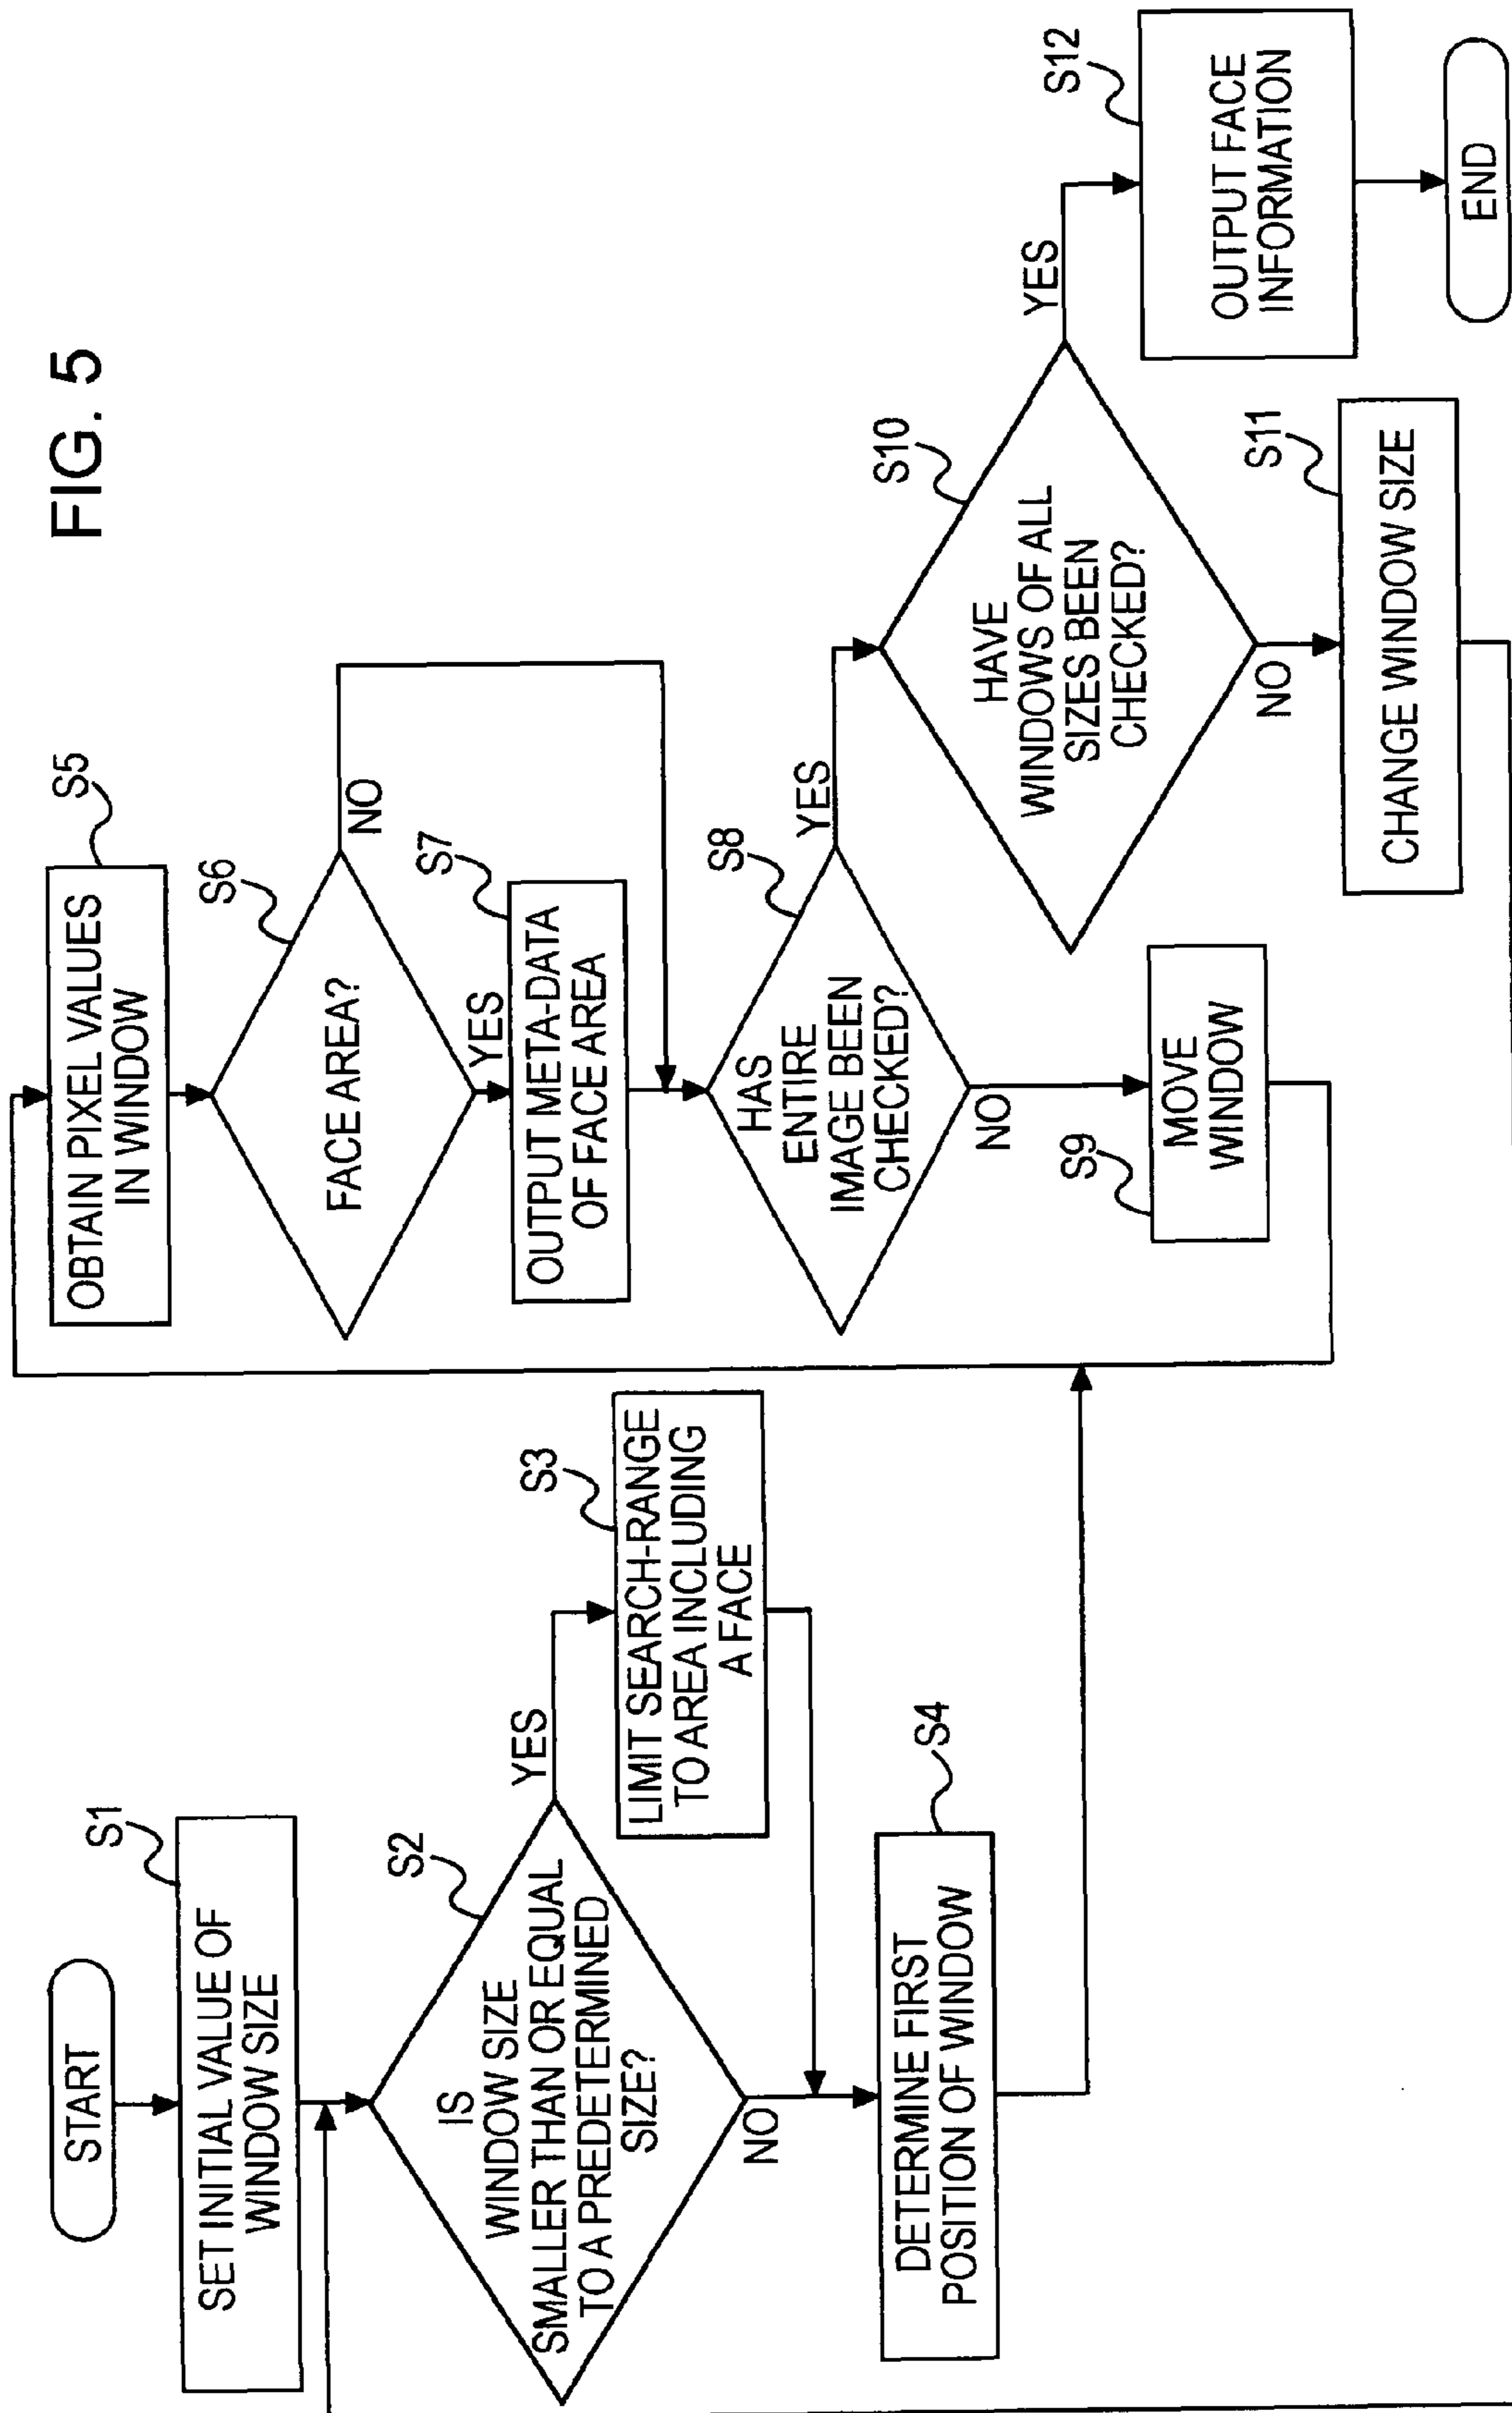 FIG. 5
START
S1
SET INITIAL VALUE OF
WINDOW SIZE
S2
IS
WINDOW SIZE
SMALLER THAN OR EQUAL
TO A PREDETERMINED
SIZE?
YES
NO
S3
LIMIT SEARCH-RANGE
TO AREA INCLUDING
A FACE
S4
DETERMINE FIRST
POSITION OF WINDOW
S5
OBTAIN PIXEL VALUES
IN WINDOW
S6
FACE AREA?
NO
YES
S7
OUTPUT META-DATA
OF FACE AREA
S8
HAS
ENTIRE
IMAGE BEEN
CHECKED?
YES
NO
S9
MOVE
WINDOW
S10
HAVE
WINDOWS OF ALL
SIZES BEEN
CHECKED?
YES
NO
S11
CHANGE WINDOW SIZE
S12
OUTPUT FACE
INFORMATION
END